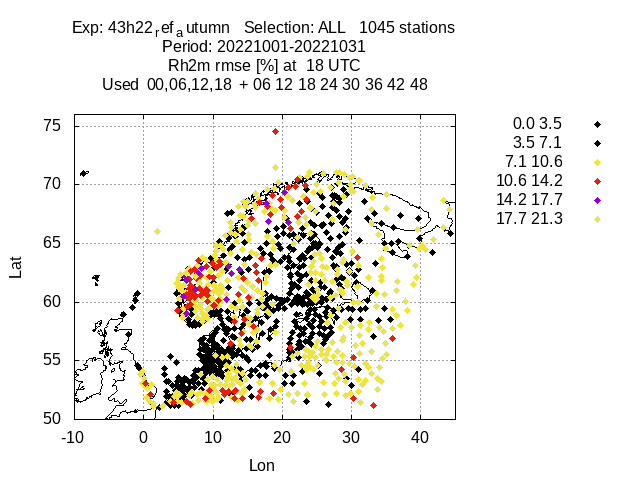 Exp: 43h22ref autumn Selection: ALL 1045 stations
Period: 20221001-20221031
Rh2m rmse [%] at 18 UTC
Used 00,06,12,18 + 06 12 18 24 30 36 42 48
0.0 3.5
3.5 7.1
7.1 10.6
10.6 14.2
14.2 17.7
17.7 21.3
75
70
65
60
55
50
Lat
-10 0 10 20 30 40
Lon